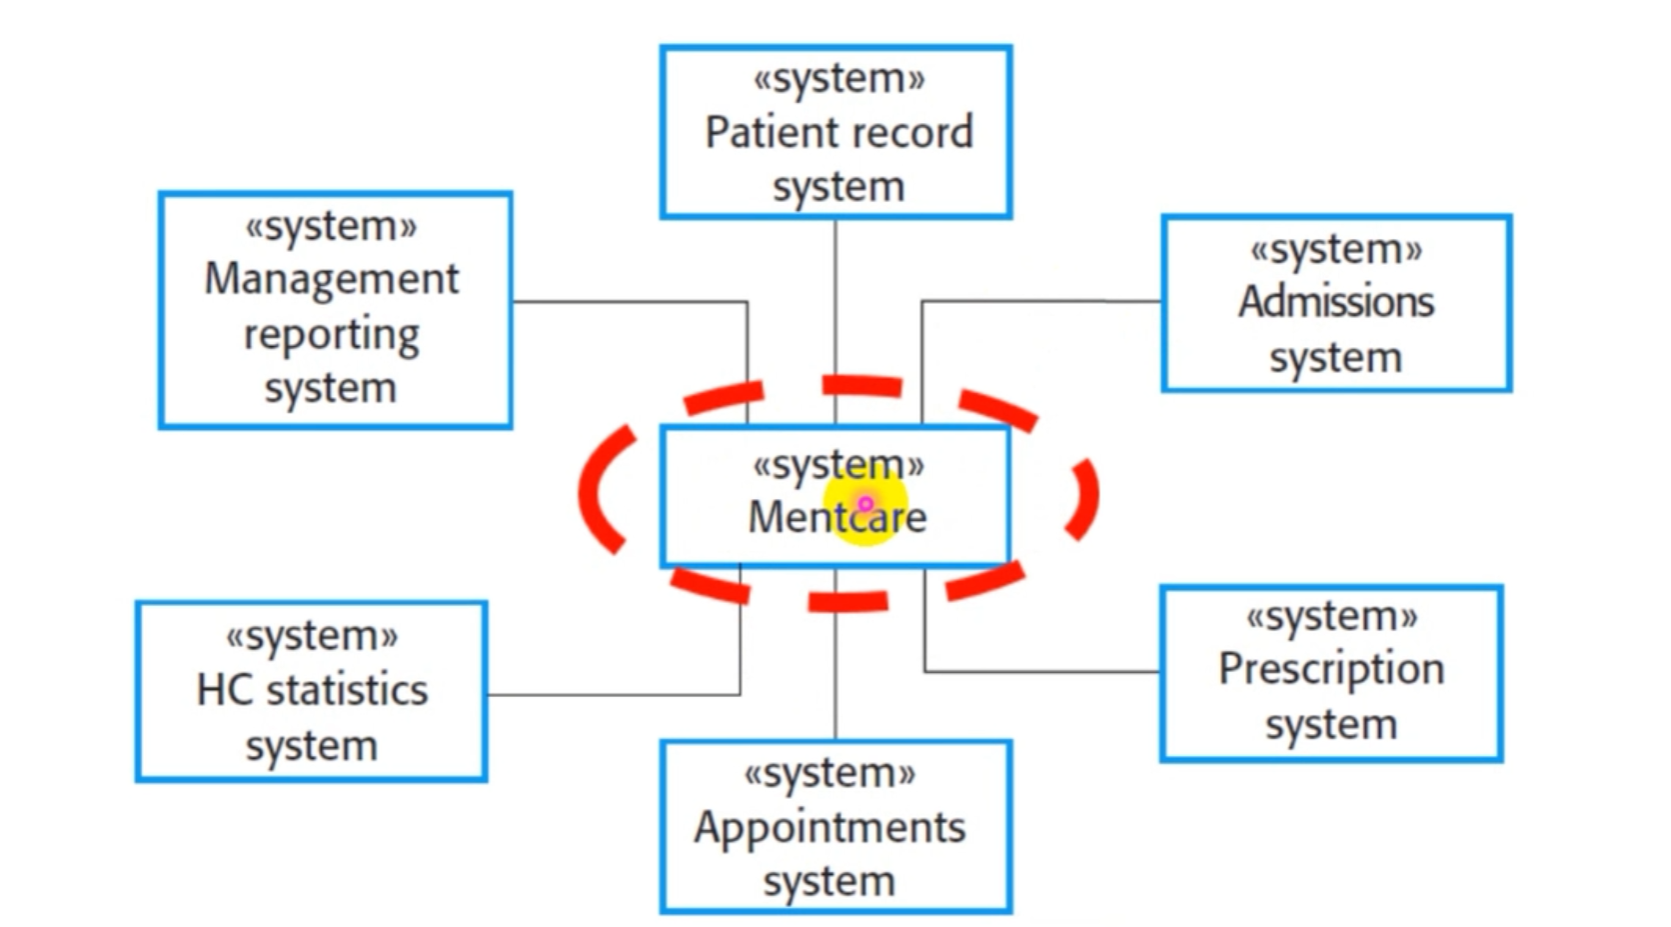 «system»
Patient record
system
«system»
Management
reporting
system
«system»
Admissions
system
«system»
Mentcare
«system»
HC statistics
system
«system»
Prescription
system
«system»
Appointments
system